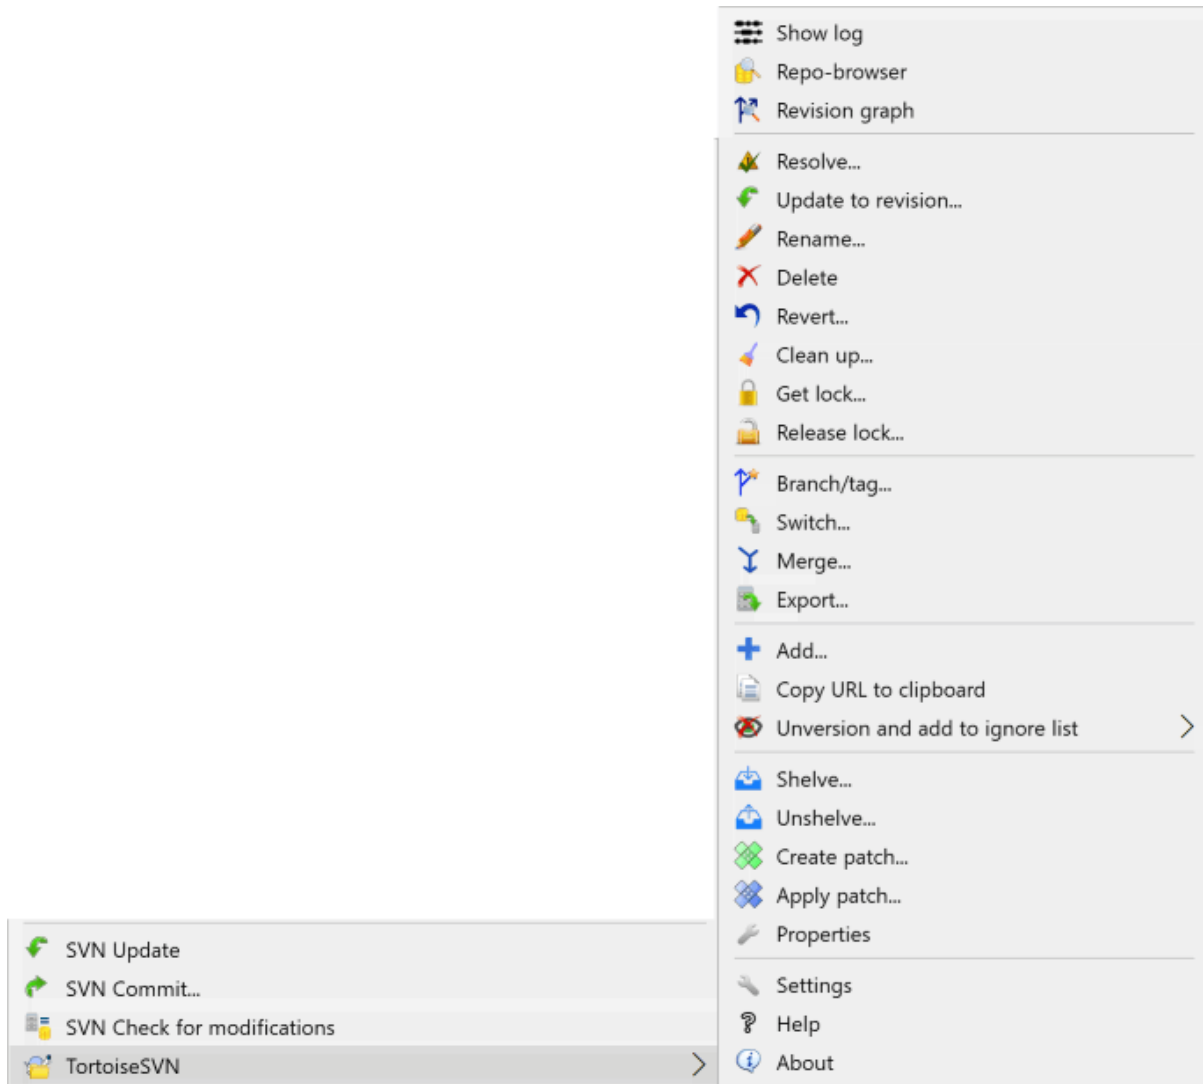 Show log
Repo-browser
Revision graph
Resolve...
Update to revision...
Rename...
Delete
Revert...
Clean up...
Get lock...
Release lock...
Branch/tag...
Switch...
Merge...
Export...
Add...
Copy URL to clipboard
Unversion and add to ignore list
Shelve...
Unshelve...
Create patch...
Apply patch...
Properties
Settings
Help
About
SVN Update
SVN Commit...
SVN Check for modifications
TortoiseSVN